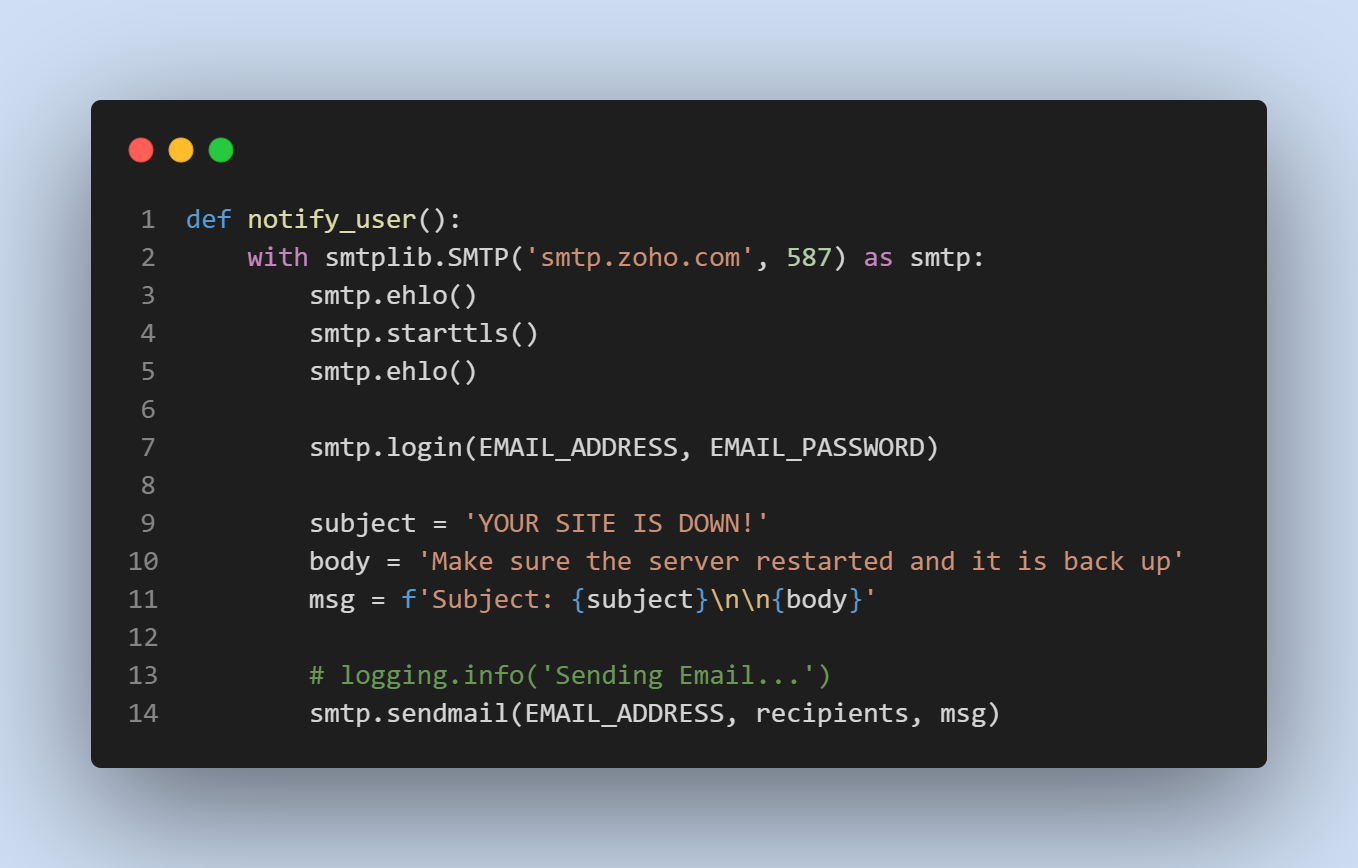 1 def notify_user():
2     with smtplib.SMTP('smtp.zoho.com', 587) as smtp:
3         smtp.ehlo()
4         smtp.starttls()
5         smtp.ehlo()
6
7         smtp.login(EMAIL_ADDRESS, EMAIL_PASSWORD)
8
9         subject = 'YOUR SITE IS DOWN!'
10         body = 'Make sure the server restarted and it is back up'
11         msg = f'Subject: {subject}\n\n{body}'
12
13         # logging.info('Sending Email...')
14         smtp.sendmail(EMAIL_ADDRESS, recipients, msg)